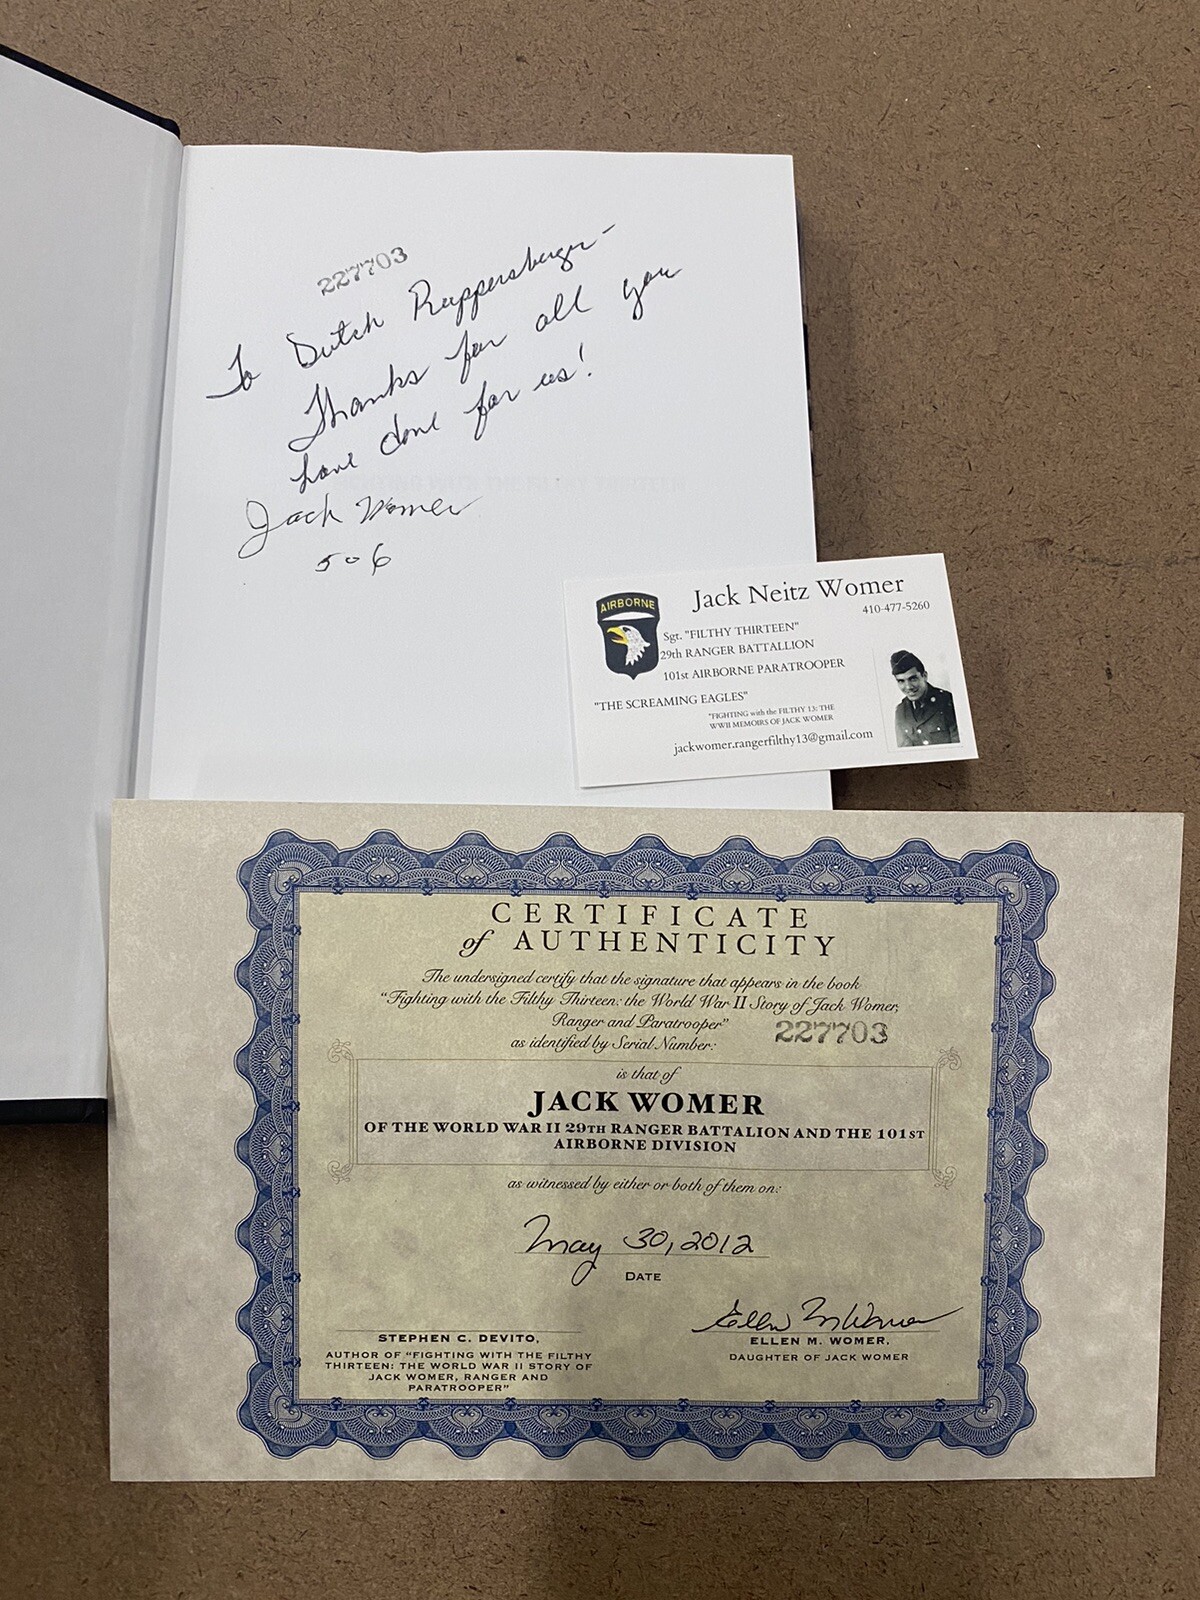 227703
To Dutch Ruppersberger-
Thanks for all you
have done for us!
Jack Womer
506
AIRBORNE
Jack Neitz Womer
410-477-5260
Sgt. "FILTHY THIRTEEN"
29th RANGER BATTALLION
101st AIRBORNE PARATROOPER
"THE SCREAMING EAGLES"
"FIGHTING with the FILTHY 13: THE
WWII MEMOIRS OF JACK WOMER
jackwomer.rangerfilthy13@gmail.com
CERTIFICATE
of AUTHENTICITY
The undersigned certify that the signature that appears in the book
"Fighting with the Filthy Thirteen: the World War II Story of Jack Womer,
Ranger and Paratrooper"
as identified by Serial Number: 227703
is that of
JACK WOMER
OF THE WORLD WAR II 29TH RANGER BATTALION AND THE 101ST
AIRBORNE DIVISION
as witnessed by either or both of them on:
May 30, 2012
DATE
STEPHEN C. DEVITO,
AUTHOR OF "FIGHTING WITH THE FILTHY
THIRTEEN: THE WORLD WAR II STORY OF
JACK WOMER, RANGER AND
PARATROOPER"
Ellen M Womer
ELLEN M. WOMER,
DAUGHTER OF JACK WOMER